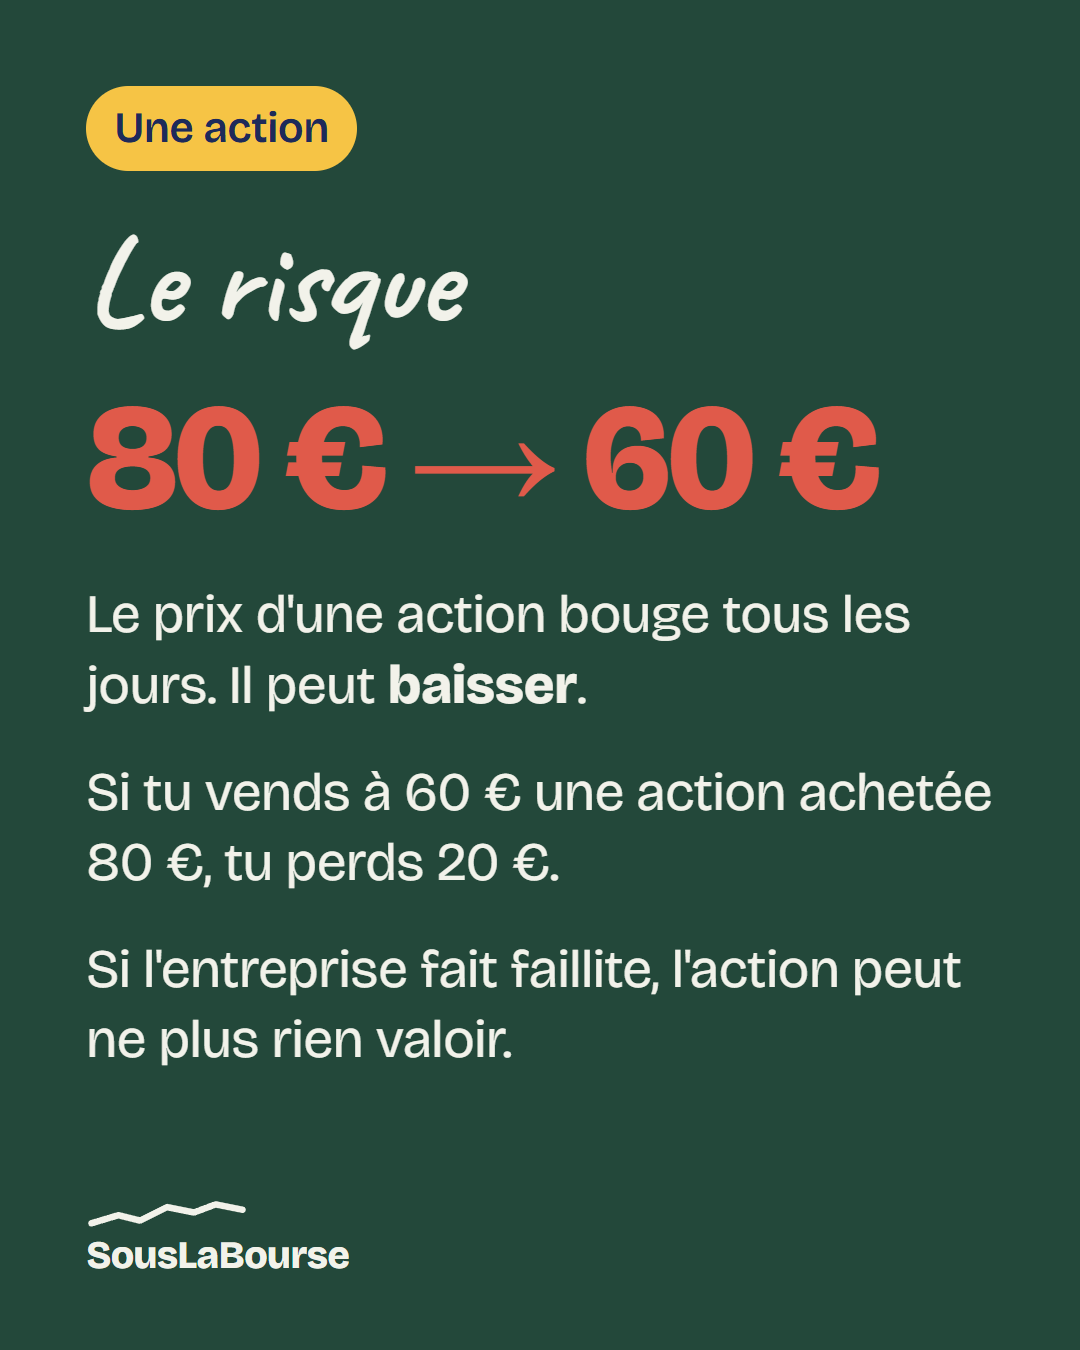 Une action
Le risque
80 € → 60 €
Le prix d'une action bouge tous les
jours. Il peut baisser.
Si tu vends à 60 € une action achetée
80 €, tu perds 20 €.
Si l'entreprise fait faillite, l'action peut
ne plus rien valoir.
SousLaBourse